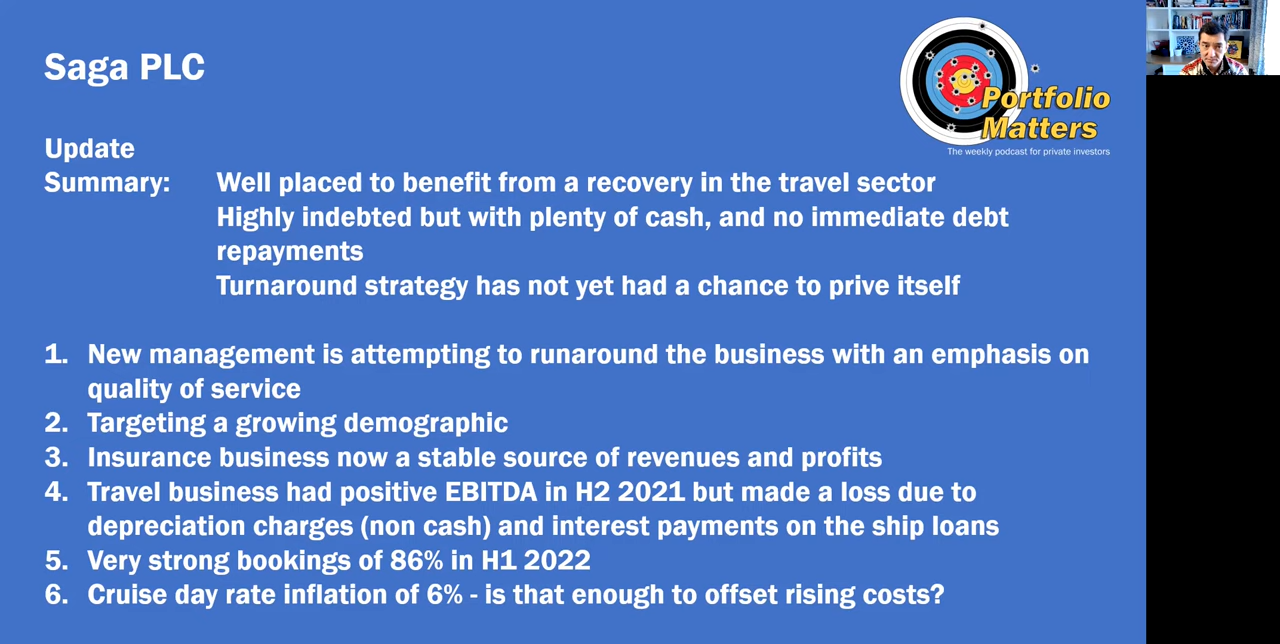 Saga PLC
Portfolio
Matters
The weekly podcast for private investors
Update
Summary: Well placed to benefit from a recovery in the travel sector
Highly indebted but with plenty of cash, and no immediate debt
repayments
Turnaround strategy has not yet had a chance to prive itself
1. New management is attempting to runaround the business with an emphasis on
quality of service
2. Targeting a growing demographic
3. Insurance business now a stable source of revenues and profits
4. Travel business had positive EBITDA in H2 2021 but made a loss due to
depreciation charges (non cash) and interest payments on the ship loans
5. Very strong bookings of 86% in H1 2022
6. Cruise day rate inflation of 6% - is that enough to offset rising costs?